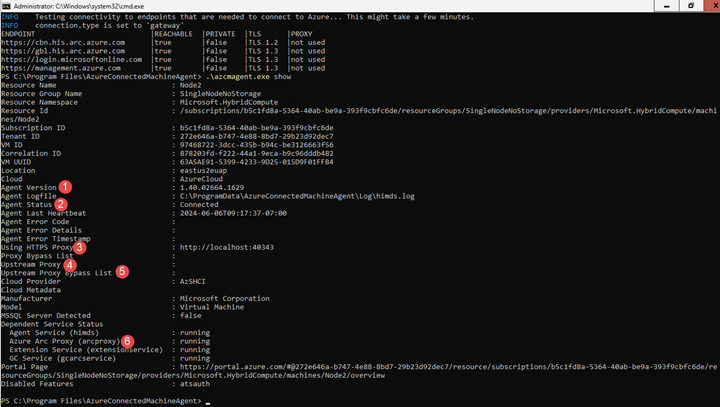 Administrator: C:\Windows\system32\cmd.exe
INFO    Testing connectivity to endpoints that are needed to connect to Azure... This might take a few minutes.
INFO    connection.type is set to 'gateway'
ENDPOINT |REACHABLE |PRIVATE |TLS |PROXY
https://cbn.his.arc.azure.com |true |false |TLS 1.2 |not used
https://gbl.his.arc.azure.com |true |false |TLS 1.3 |not used
https://login.microsoftonline.com |true |false |TLS 1.3 |not used
https://management.azure.com |true |false |TLS 1.3 |not used
PS C:\Program Files\AzureConnectedMachineAgent> .\azcmagent.exe show
Resource Name : Node2
Resource Group Name : SingleNodeNoStorage
Resource Namespace : Microsoft.HybridCompute
Resource Id : /subscriptions/b5c1fd8a-5364-40ab-be9a-393f9cbfc6de/resourceGroups/SingleNodeNoStorage/providers/Microsoft.HybridCompute/machi
nes/Node2
Subscription ID : b5c1fd8a-5364-40ab-be9a-393f9cbfc6de
Tenant ID : 272e646a-b747-4e88-8bd7-29b23d92dec7
VM ID : 97468722-3dcc-435b-b94c-be3126663f56
Correlation ID : 878203fd-f222-44a1-9eca-b9c96dddb482
VM UUID : 63A5AE91-5399-4233-9D25-015D9F01FFB4
Location : eastus2euap
Cloud : AzureCloud
Agent Version 1 : 1.40.02664.1629
Agent Logfile : C:\ProgramData\AzureConnectedMachineAgent\Log\himds.log
Agent Status 2 : Connected
Agent Last Heartbeat : 2024-06-06T09:17:37-07:00
Agent Error Code :
Agent Error Details :
Agent Error Timestamp :
Using HTTPS Proxy 3 : http://localhost:40343
Proxy Bypass List :
Upstream Proxy 4 :
Upstream Proxy Bypass List 5 :
Cloud Provider : AzSHCI
Cloud Metadata
Manufacturer : Microsoft Corporation
Model : Virtual Machine
MSSQL Server Detected : false
Dependent Service Status
Agent Service (himds) : running
Azure Arc Proxy (arcproxy) 6 : running
Extension Service (extensionservice) : running
GC Service (gcarcservice) : running
Portal Page : https://portal.azure.com/#@272e646a-b747-4e88-8bd7-29b23d92dec7/resource/subscriptions/b5c1fd8a-5364-40ab-be9a-393f9cbfc6de/re
sourceGroups/SingleNodeNoStorage/providers/Microsoft.HybridCompute/machines/Node2/overview
Disabled Features : atsauth
PS C:\Program Files\AzureConnectedMachineAgent> _